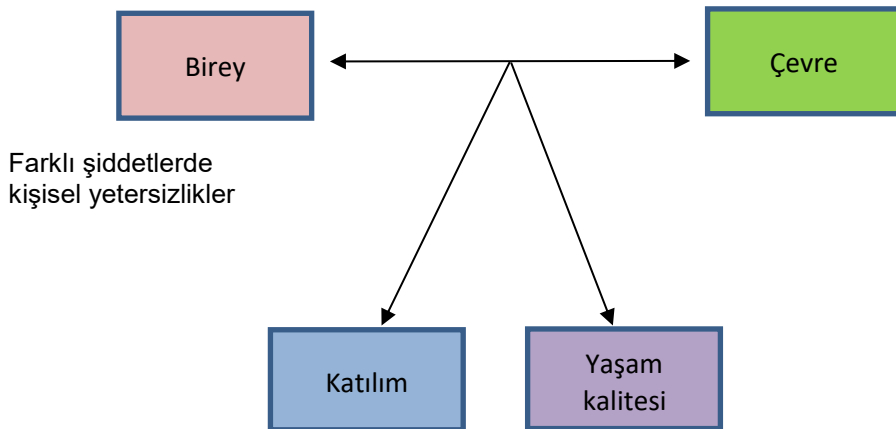 Birey
Çevre
Farklı şiddetlerde
kişisel yetersizlikler
Katılım
Yaşam
kalitesi